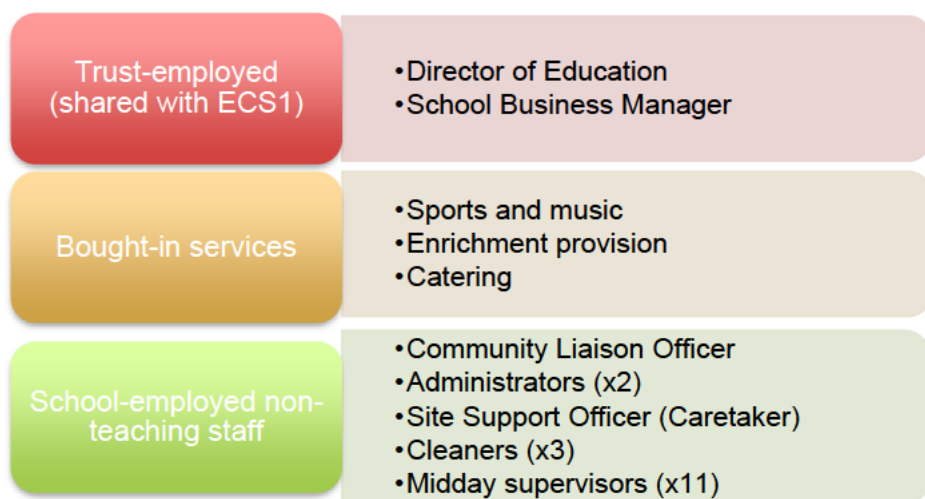 Trust-employed
(shared with ECS1)
•Director of Education
•School Business Manager
Bought-in services
•Sports and music
•Enrichment provision
•Catering
School-employed non-
teaching staff
•Community Liaison Officer
•Administrators (x2)
•Site Support Officer (Caretaker)
•Cleaners (x3)
•Midday supervisors (x11)